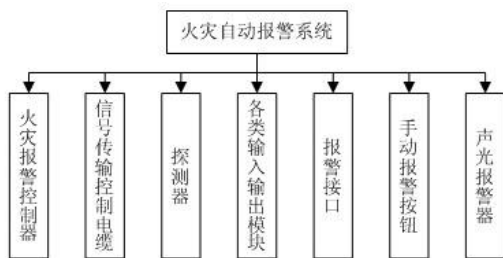 火灾自动报警系统
火灾报警控制器
信号传输控制电缆
探测器
各类输入输出模块
报警接口
手动报警按钮
声光报警器